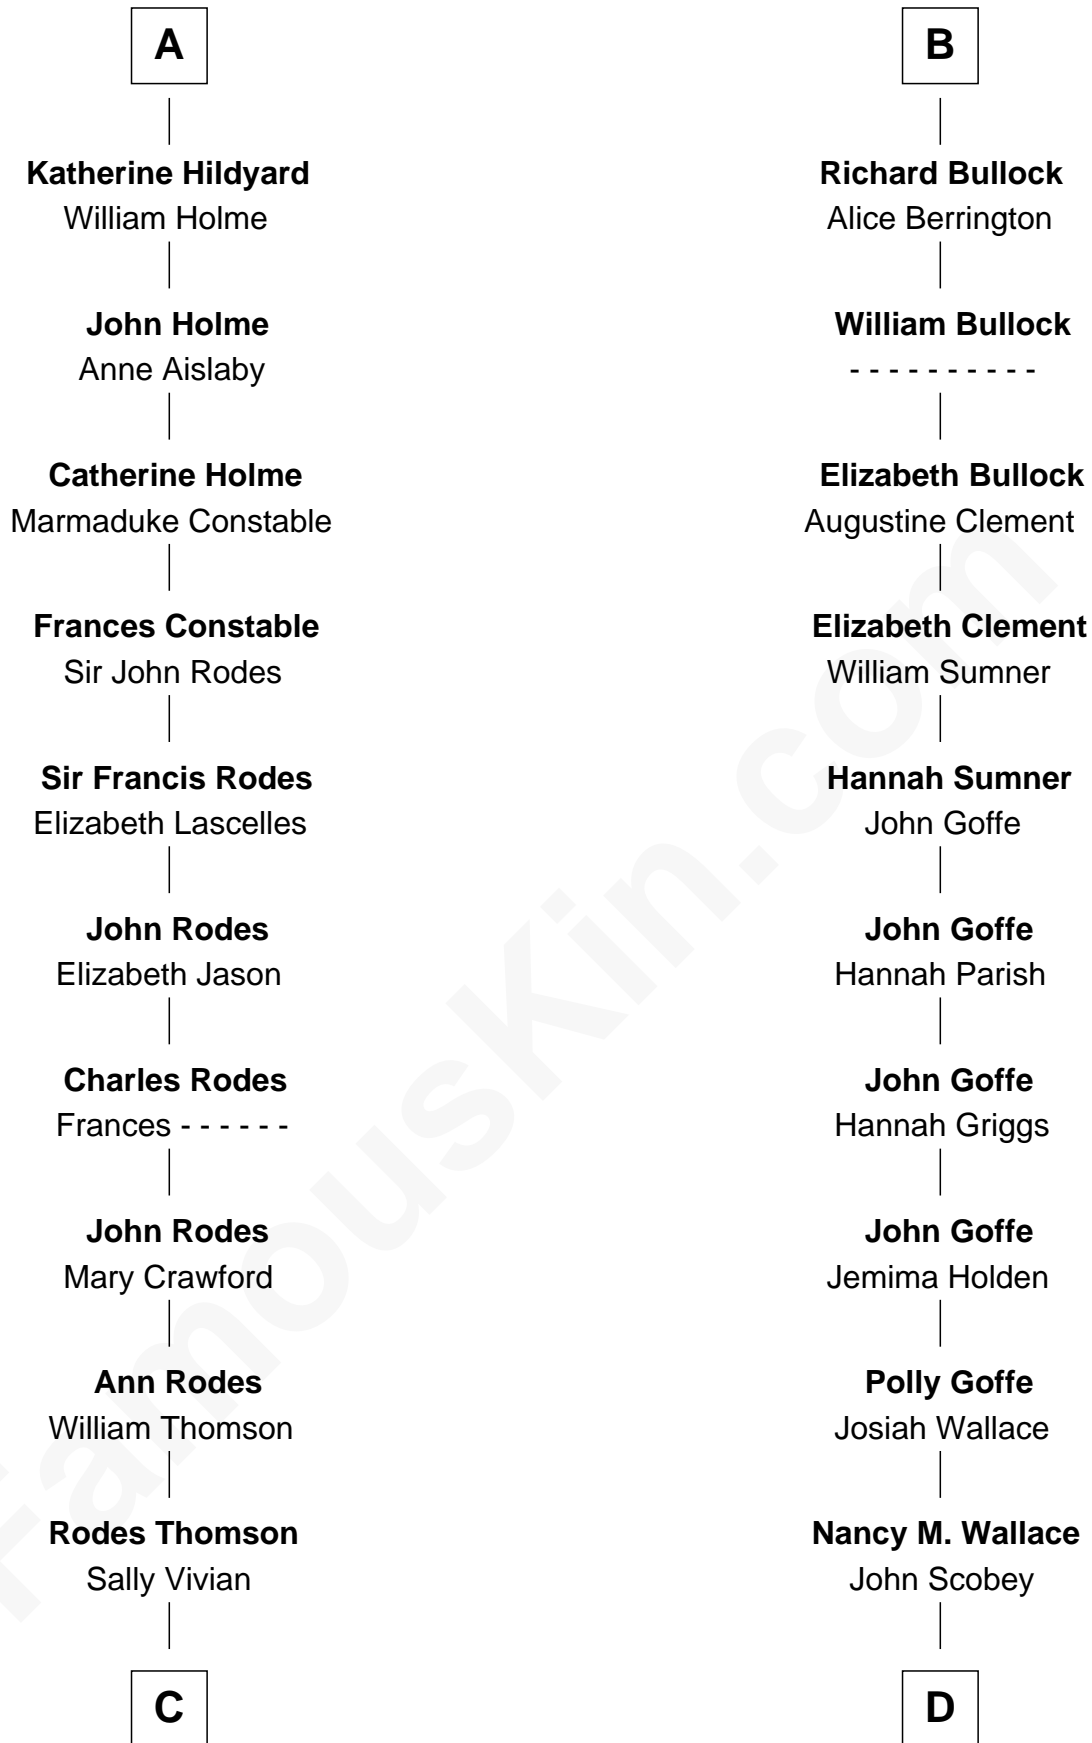 A
Katherine Hildyard
William Holme
John Holme
Anne Aislaby
Catherine Holme
Marmaduke Constable
Frances Constable
Sir John Rodes
Sir Francis Rodes
Elizabeth Lascelles
John Rodes
Elizabeth Jason
Charles Rodes
Frances - - - - - -
John Rodes
Mary Crawford
Ann Rodes
William Thomson
Rodes Thomson
Sally Vivian
C
B
Richard Bullock
Alice Berrington
William Bullock
- - - - - - - - - -
Elizabeth Bullock
Augustine Clement
Elizabeth Clement
William Sumner
Hannah Sumner
John Goffe
John Goffe
Hannah Parish
John Goffe
Hannah Griggs
John Goffe
Jemima Holden
Polly Goffe
Josiah Wallace
Nancy M. Wallace
John Scobey
D
FamousKin.com